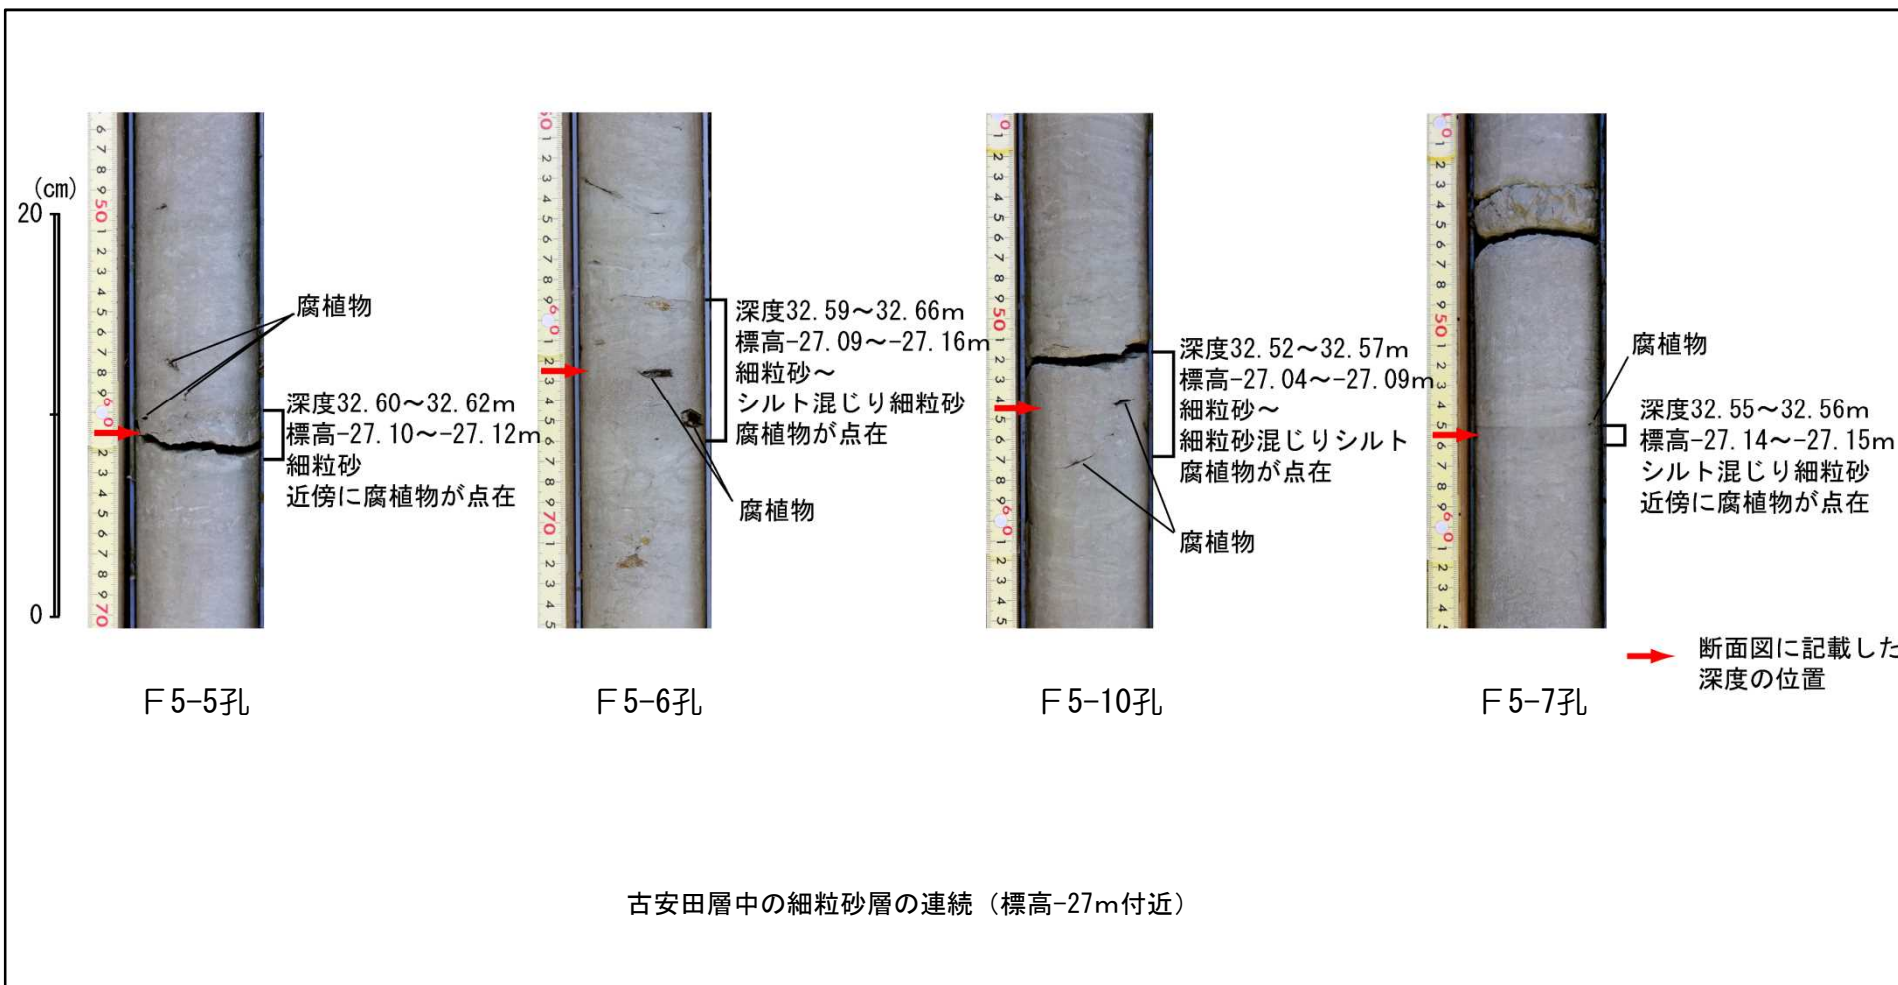 (cm)
20
0
腐植物
深度32.60～32.62m
標高-27.10～-27.12m
細粒砂
近傍に腐植物が点在
F5-5孔
深度32.59～32.66m
標高-27.09～-27.16m
細粒砂～
シルト混じり細粒砂
腐植物が点在
腐植物
F5-6孔
深度32.52～32.57m
標高-27.04～-27.09m
細粒砂～
細粒砂混じりシルト
腐植物が点在
腐植物
F5-10孔
腐植物
深度32.55～32.56m
標高-27.14～-27.15m
シルト混じり細粒砂
近傍に腐植物が点在
F5-7孔
断面図に記載した
深度の位置
古安田層中の細粒砂層の連続（標高-27m付近）